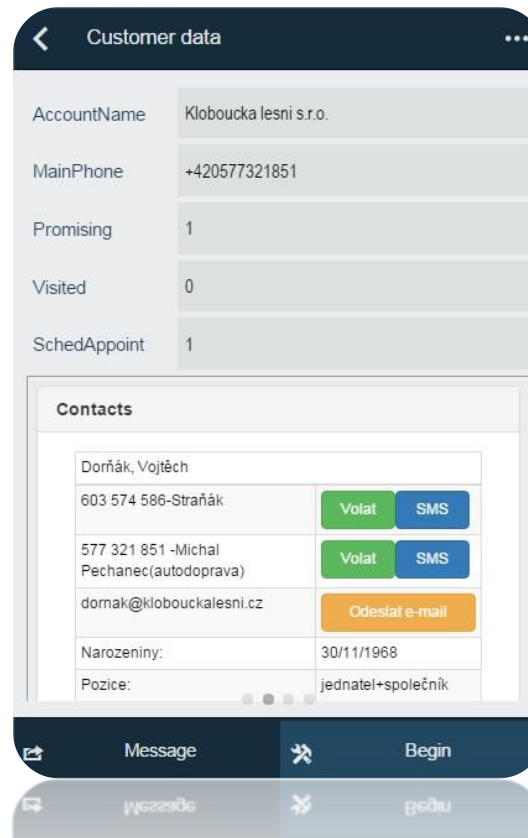 Customer data
AccountName Kloboucka lesni s.r.o.
MainPhone +420577321851
Promising 1
Visited 0
SchedAppoint 1
Contacts
Dorňák, Vojtěch
603 574 586-Straňák Volat SMS
577 321 851 -Michal
Pechanec(autodoprava) Volat SMS
dornak@klobouckalesni.cz Odeslat e-mail
Narozeniny: 30/11/1968
Pozice: jednatel+společník
Message Begin